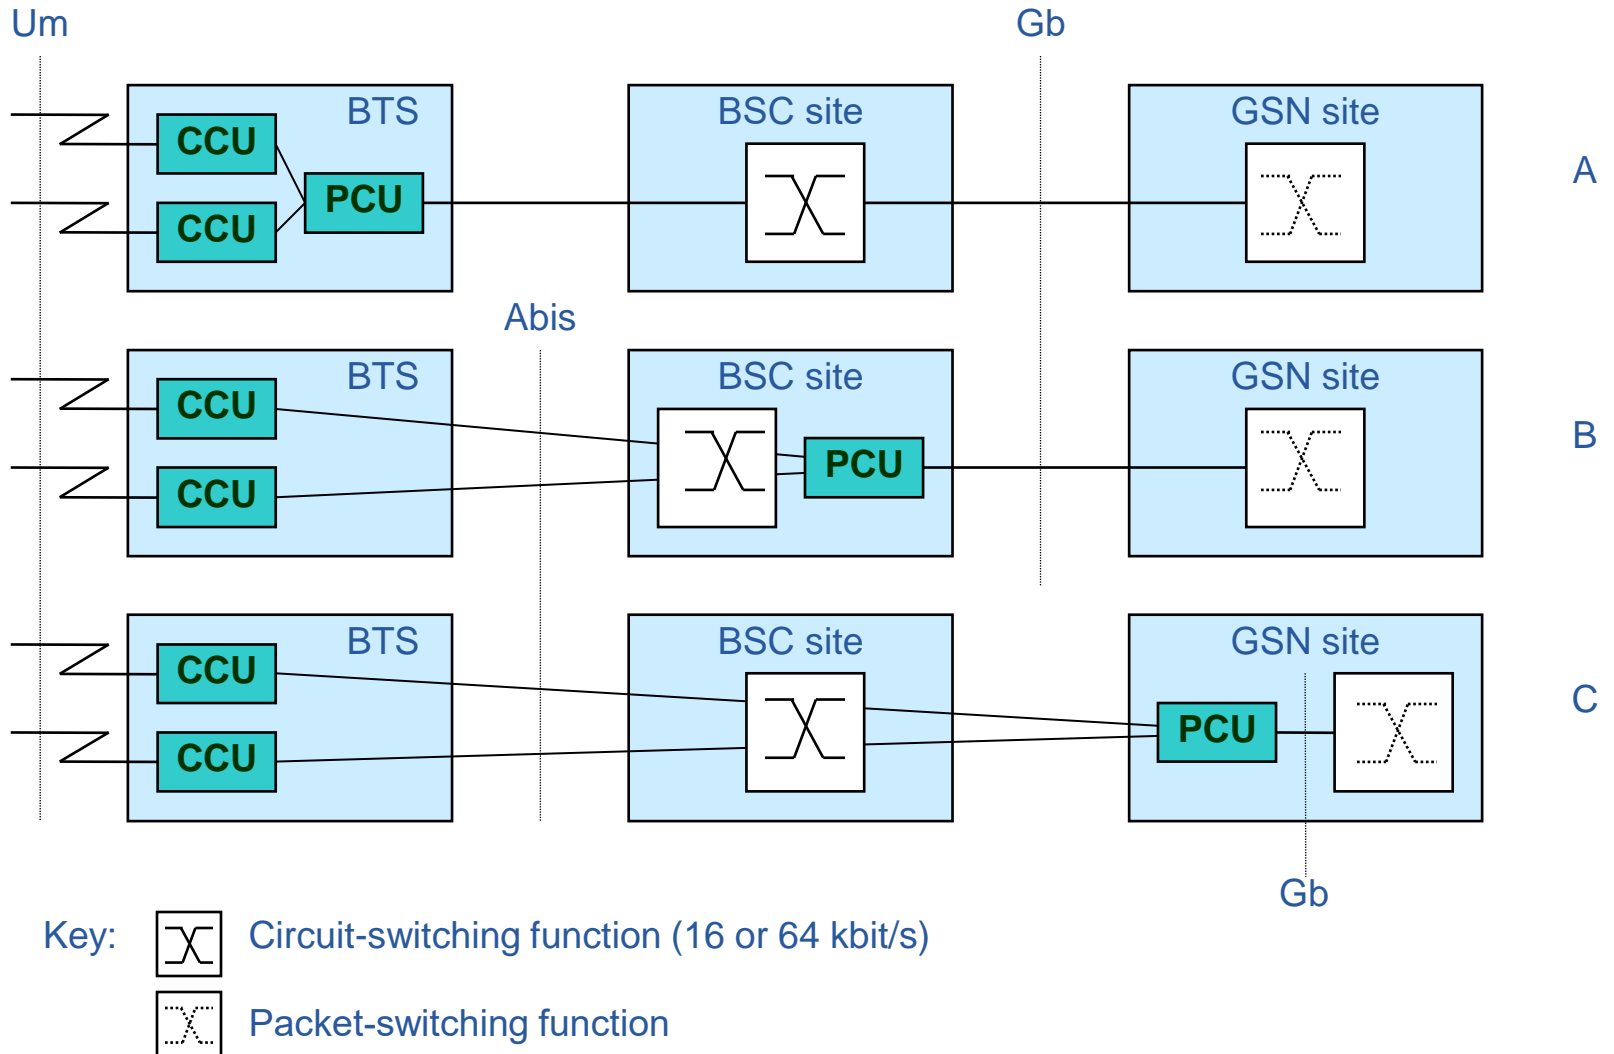 Um
Gb
BTS
BSC site
GSN site
CCU
PCU
CCU
A
Abis
BTS
BSC site
GSN site
CCU
PCU
CCU
B
BTS
BSC site
GSN site
CCU
PCU
CCU
C
Gb
Key:
Circuit-switching function (16 or 64 kbit/s)
Packet-switching function